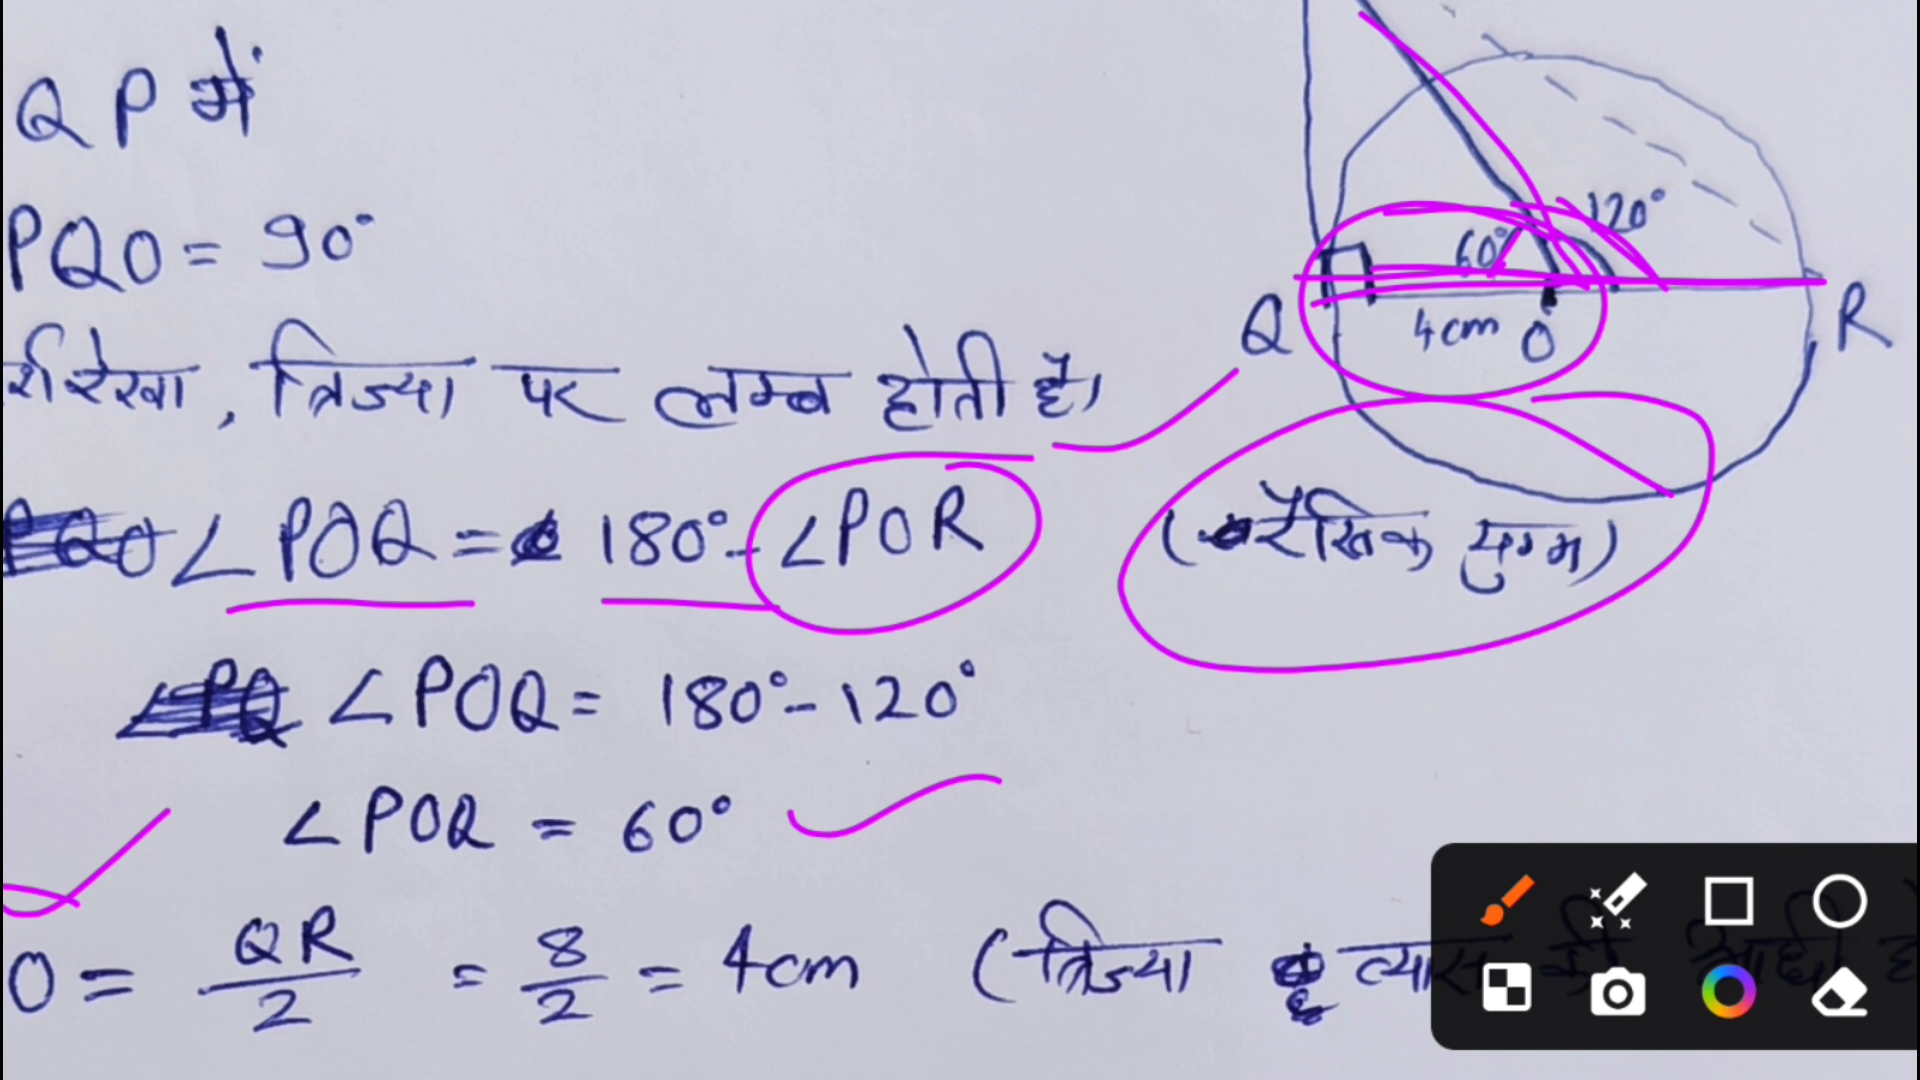 QP में
PQO = 90°
र्शरेखा, त्रिज्या पर लम्ब होती है।
∠POQ = 180° - ∠POR
(रैखिक युग्म)
∠POQ = 180° - 120°
∠POQ = 60°
O = QR/2 = 8/2 = 4cm (त्रिज्या व्यास की आधी
120°
60°
Q 4cm O R